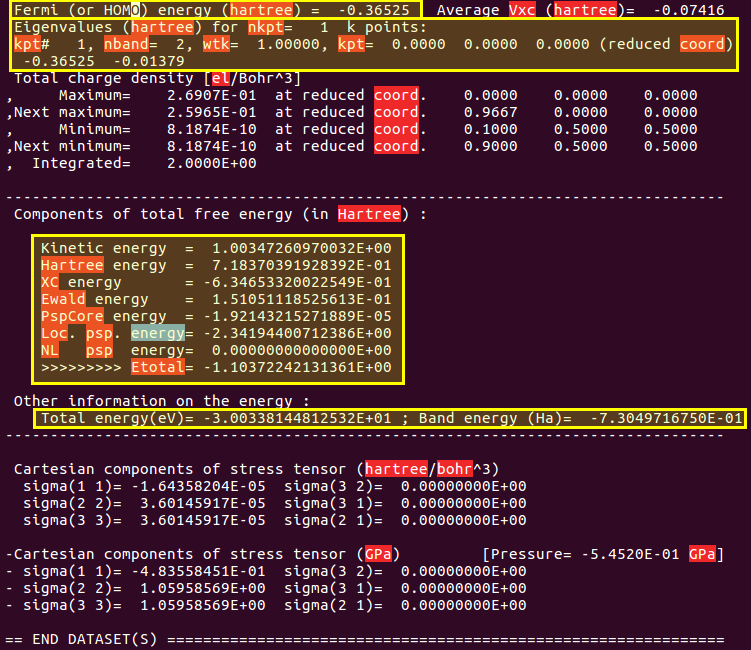 Fermi (or HOMO) energy (hartree) =  -0.36525   Average Vxc (hartree)=  -0.07416
Eigenvalues (hartree) for nkpt=   1  k points:
kpt#   1, nband=  2, wtk=  1.00000, kpt=  0.0000  0.0000  0.0000 (reduced coord)
 -0.36525  -0.01379
Total charge density [el/Bohr^3]
,     Maximum=    2.6907E-01  at reduced coord.    0.0000    0.0000    0.0000
,Next maximum=    2.5965E-01  at reduced coord.    0.9667    0.0000    0.0000
,     Minimum=    8.1874E-10  at reduced coord.    0.1000    0.5000    0.5000
,Next minimum=    8.1874E-10  at reduced coord.    0.9000    0.5000    0.5000
,  Integrated=    2.0000E+00
--------------------------------------------------------------------------------
Components of total free energy (in Hartree) :
Kinetic energy  =  1.00347260970032E+00
Hartree energy  =  7.18370391928392E-01
XC energy       = -6.34653320022549E-01
Ewald energy    =  1.51051118525613E-01
PspCore energy  = -1.92143215271889E-05
Loc. psp. energy= -2.34194400712386E+00
NL   psp  energy=  0.00000000000000E+00
>>>>>>>>> Etotal= -1.10372242131361E+00
Other information on the energy :
Total energy(eV)= -3.00338144812532E+01 ; Band energy (Ha)=  -7.3049716750E-01
--------------------------------------------------------------------------------
Cartesian components of stress tensor (hartree/bohr^3)
sigma(1 1)= -1.64358204E-05  sigma(3 2)=  0.00000000E+00
sigma(2 2)=  3.60145917E-05  sigma(3 1)=  0.00000000E+00
sigma(3 3)=  3.60145917E-05  sigma(2 1)=  0.00000000E+00
-Cartesian components of stress tensor (GPa)         [Pressure= -5.4520E-01 GPa]
- sigma(1 1)= -4.83558451E-01  sigma(3 2)=  0.00000000E+00
- sigma(2 2)=  1.05958569E+00  sigma(3 1)=  0.00000000E+00
- sigma(3 3)=  1.05958569E+00  sigma(2 1)=  0.00000000E+00
== END DATASET(S) ==============================================================